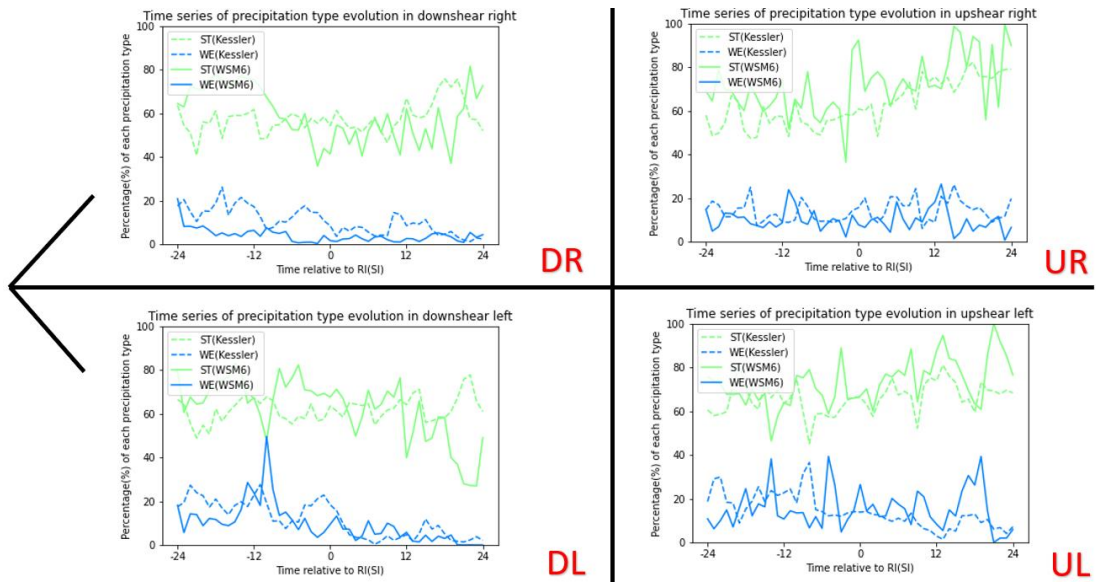 Time series of precipitation type evolution in downshear right
Percentage(%) of each precipitation type
100
80
60
40
20
0
ST(Kessler)
WE(Kessler)
ST(WSM6)
WE(WSM6)
-24 -12 0 12 24
Time relative to RI(SI)
DR
Time series of precipitation type evolution in upshear right
Percentage(%) of each precipitation type
100
80
60
40
20
0
ST(Kessler)
WE(Kessler)
ST(WSM6)
WE(WSM6)
-24 -12 0 12 24
Time relative to RI(SI)
UR
Time series of precipitation type evolution in downshear left
Percentage(%) of each precipitation type
100
80
60
40
20
0
ST(Kessler)
WE(Kessler)
ST(WSM6)
WE(WSM6)
-24 -12 0 12 24
Time relative to RI(SI)
DL
Time series of precipitation type evolution in upshear left
Percentage(%) of each precipitation type
100
80
60
40
20
0
ST(Kessler)
WE(Kessler)
ST(WSM6)
WE(WSM6)
-24 -12 0 12 24
Time relative to RI(SI)
UL